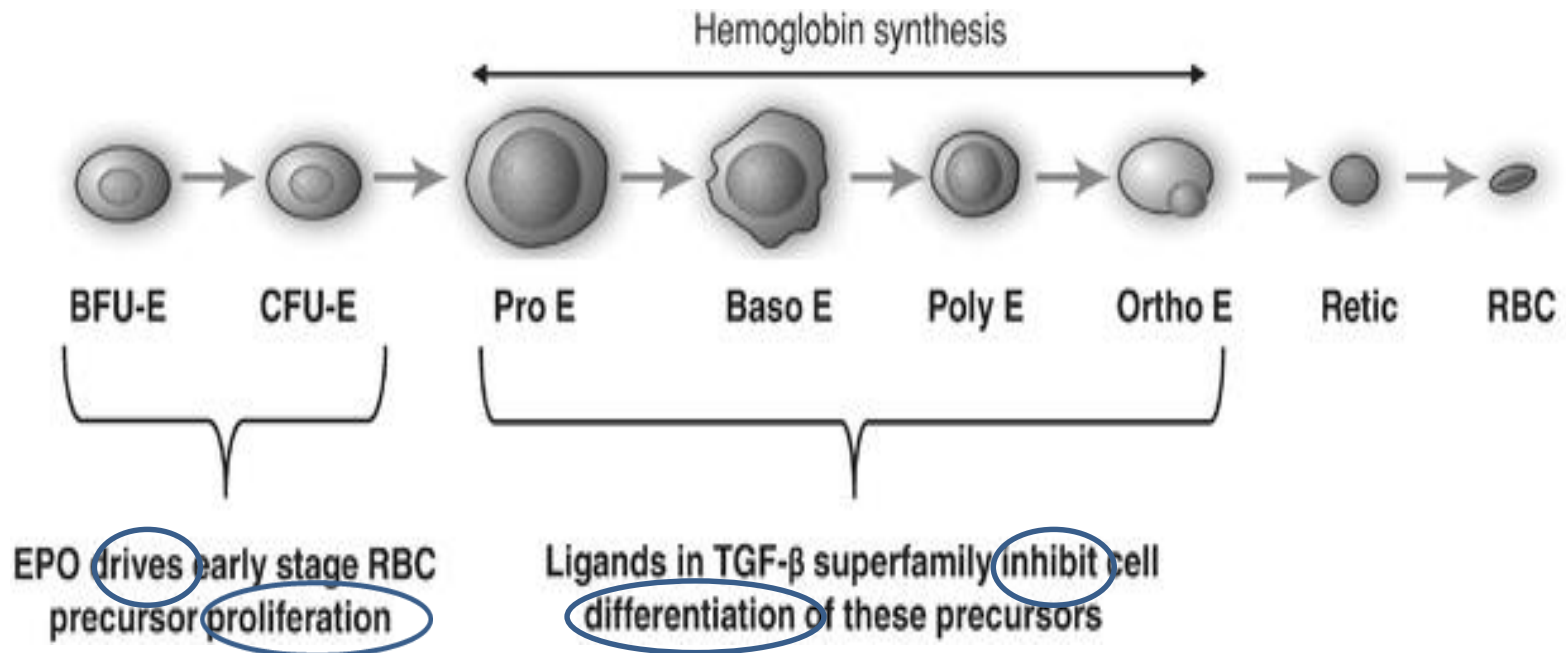 Hemoglobin synthesis
BFU-E CFU-E Pro E Baso E Poly E Ortho E Retic RBC
EPO drives early stage RBC
precursor proliferation
Ligands in TGF-β superfamily inhibit cell
differentiation of these precursors